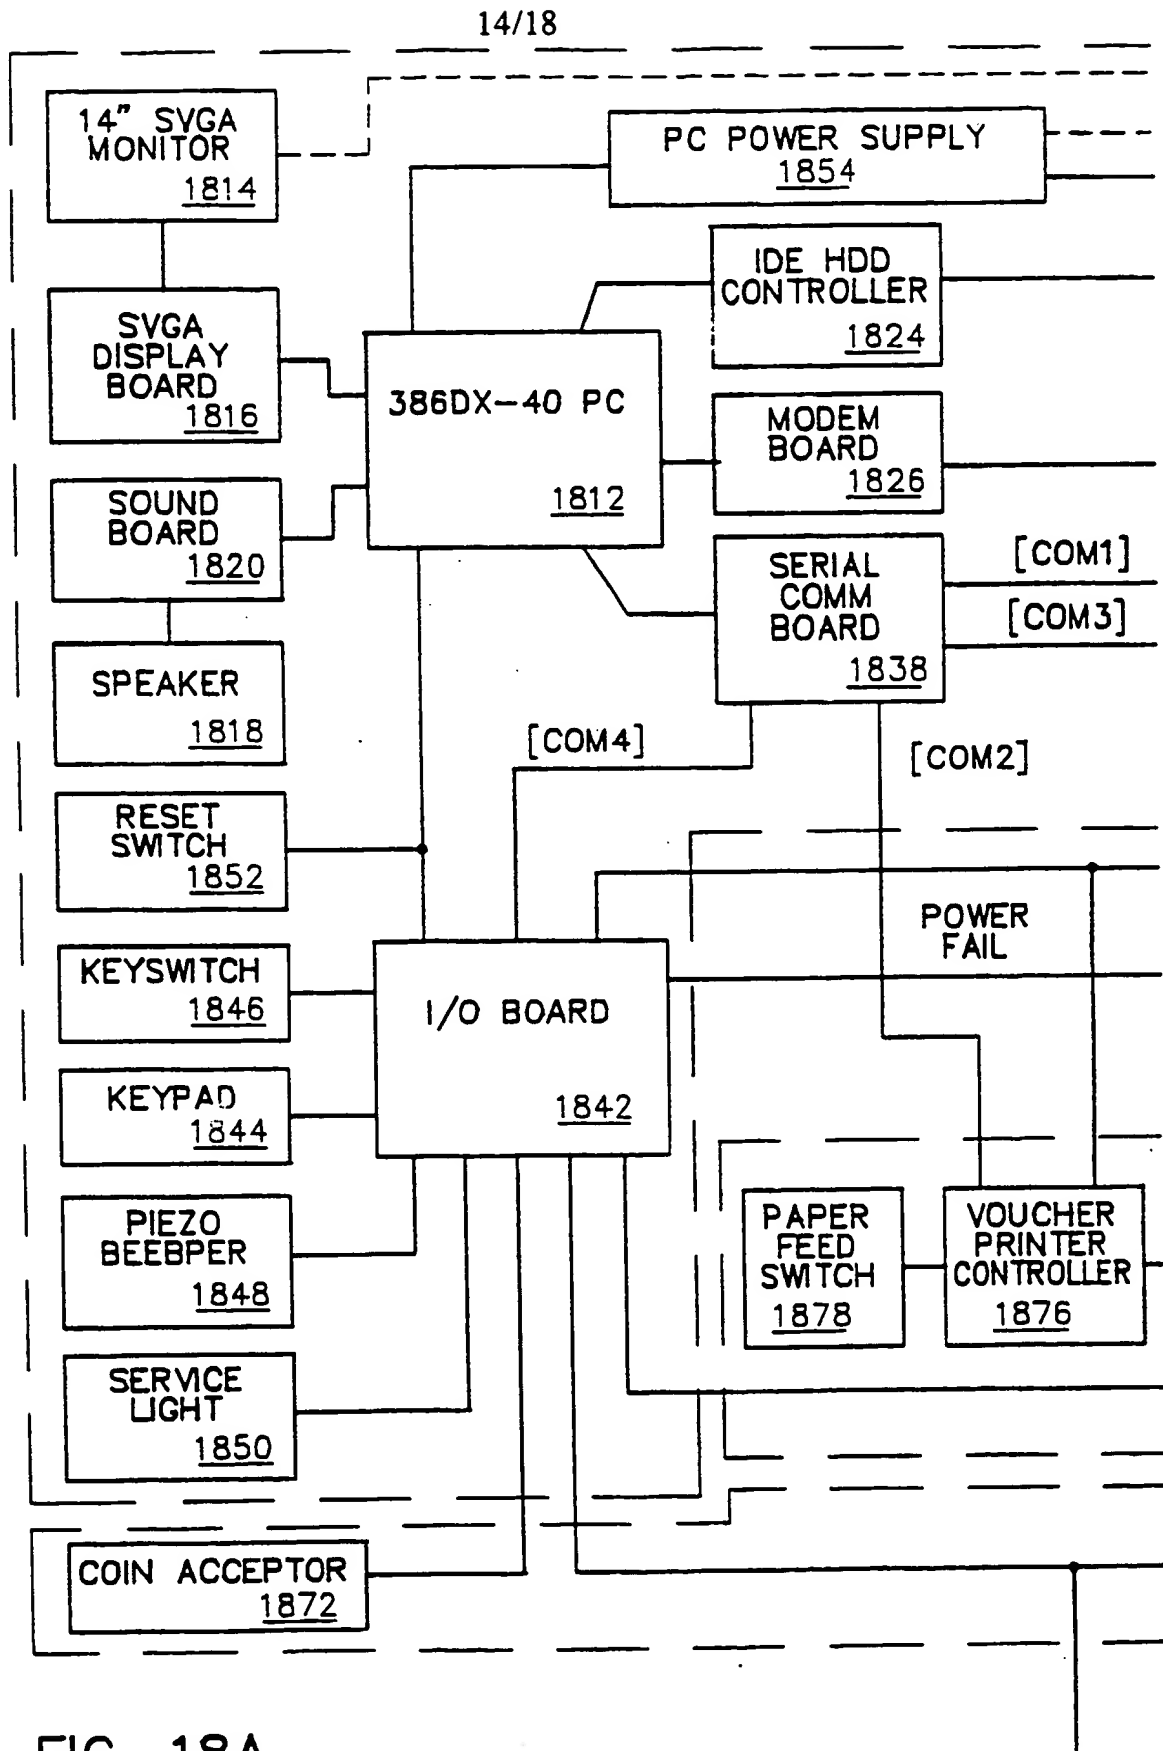 14/18
14" SVGA
MONITOR
1814
PC POWER SUPPLY
1854
IDE HDD
CONTROLLER
1824
SVGA
DISPLAY
BOARD
1816
386DX-40 PC
1812
MODEM
BOARD
1826
SOUND
BOARD
1820
SERIAL
COMM
BOARD
1838
[COM1]
[COM3]
SPEAKER
1818
[COM4]
[COM2]
RESET
SWITCH
1852
POWER
FAIL
KEYSWITCH
1846
I/O BOARD
1842
KEYPAD
1844
PIEZO
BEEBPER
1848
PAPER
FEED
SWITCH
1878
VOUCHER
PRINTER
CONTROLLER
1876
SERVICE
LIGHT
1850
COIN ACCEPTOR
1872
FIG. 18A